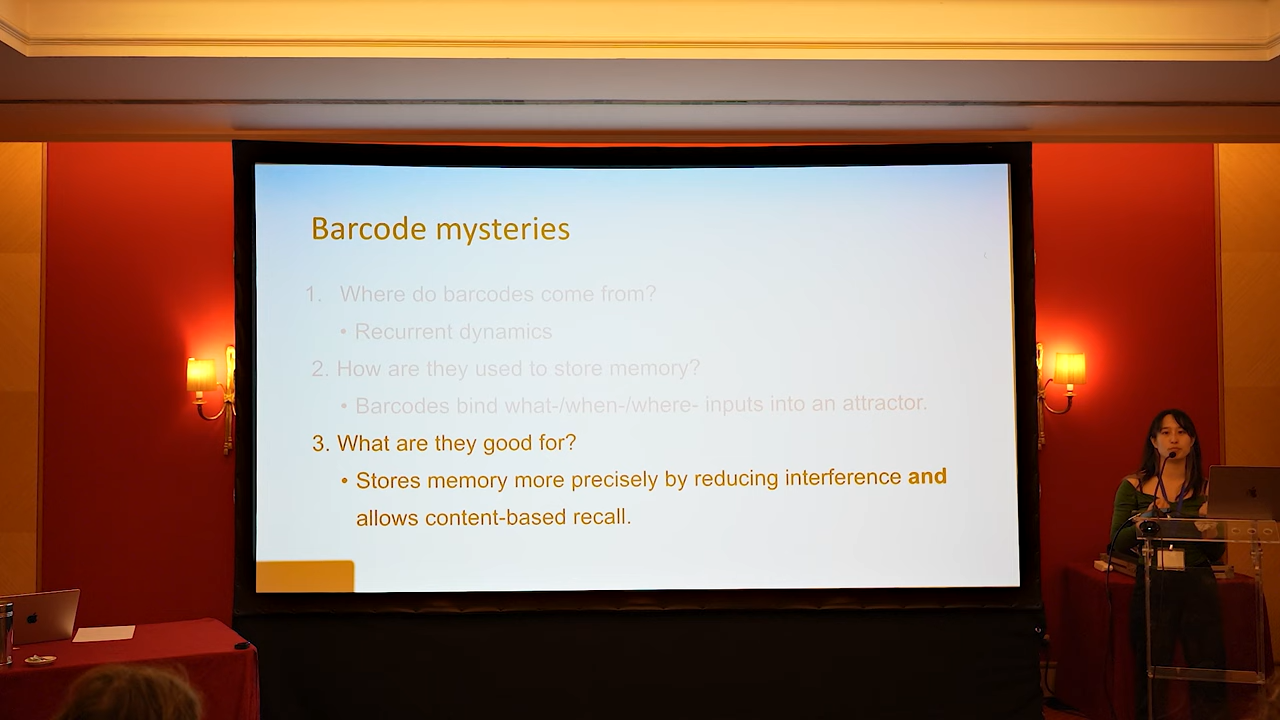 Barcode mysteries
1. Where do barcodes come from?
• Recurrent dynamics
2. How are they used to store memory?
• Barcodes bind what-/when-/where- inputs into an attractor.
3. What are they good for?
• Stores memory more precisely by reducing interference and
allows content-based recall.